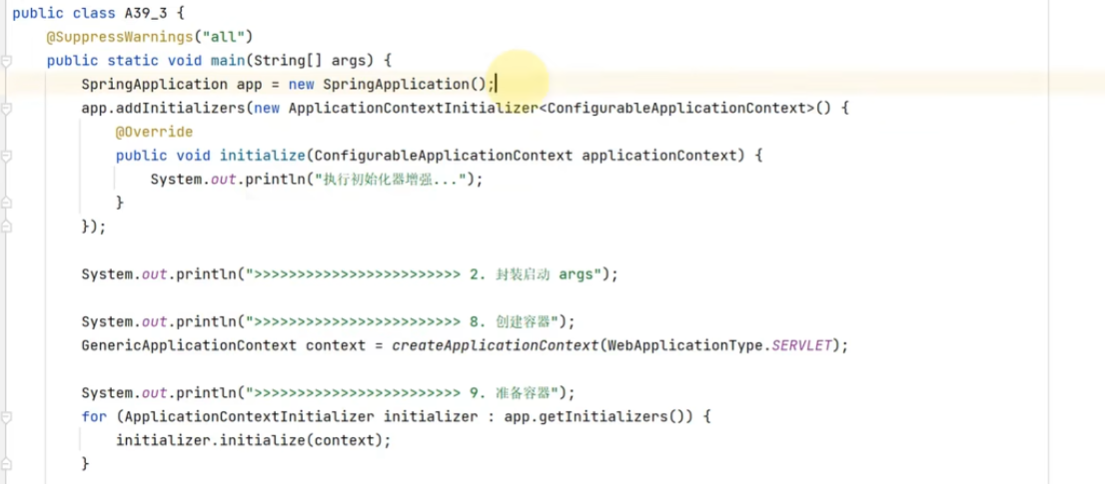 public class A39_3 {
@SuppressWarnings("all")
public static void main(String[] args) {
SpringApplication app = new SpringApplication();
app.addInitializers(new ApplicationContextInitializer<ConfigurableApplicationContext>() {
@Override
public void initialize(ConfigurableApplicationContext applicationContext) {
System.out.println("执行初始化器增强...");
}
});
System.out.println(">>>>>>>>>>>>>>>>>>>>>>>> 2. 封装启动 args");
System.out.println(">>>>>>>>>>>>>>>>>>>>>>>> 8. 创建容器");
GenericApplicationContext context = createApplicationContext(WebApplicationType.SERVLET);
System.out.println(">>>>>>>>>>>>>>>>>>>>>>>> 9. 准备容器");
for (ApplicationContextInitializer initializer : app.getInitializers()) {
initializer.initialize(context);
}